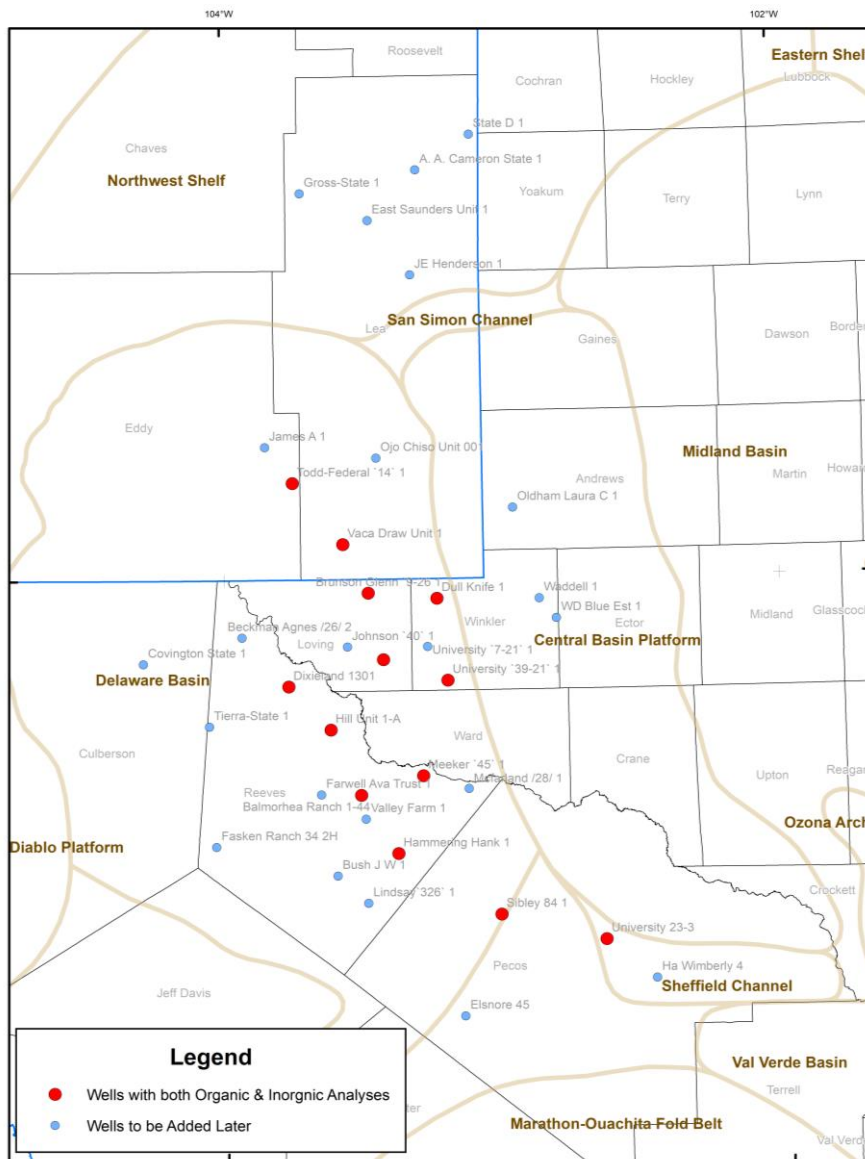 104°W
102°W
Roosevelt
Eastern Shel
Cochran
Hockley
Lubbock
State D 1
Chaves
A. A. Cameron State 1
Northwest Shelf
Gross-State 1
Yoakum
Terry
Lynn
East Saunders Unit 1
JE Henderson 1
San Simon Channel
Lea
Gaines
Dawson
Borden
Eddy
James A 1
Ojo Chiso Unit 001
Midland Basin
Todd-Federal `14` 1
Andrews
Martin
Howar
Oldham Laura C 1
Vaca Draw Unit 1
Brunson Glenn `9-26 1
Dull Knife 1
Waddell 1
WD Blue Est 1
Midland
Glasscock
Winkler
Ector
Beckman Agnes /26/ 2
Loving
Johnson `40` 1
University `7-21` 1
Central Basin Platform
Covington State 1
Delaware Basin
Dixieland 1301
University `39-21` 1
Tierra-State 1
Hill Unit 1-A
Ward
Culberson
Crane
Upton
Reagan
Meeker `45` 1
Reeves
Farwell Ava Trust 1
Balmorhea Ranch 1-44
Valley Farm 1
Ozona Arch
Diablo Platform
Fasken Ranch 34 2H
Hammering Hank 1
Bush J W 1
Lindsay`326` 1
Crockett
Sibley 84 1
University 23-3
Pecos
Ha Wimberly 4
Sheffield Channel
Jeff Davis
Elsnore 45
Legend
Wells with both Organic & Inorgnic Analyses
Wells to be Added Later
Val Verde Basin
Terrell
Marathon-Ouachita Fold Belt
Val Verde